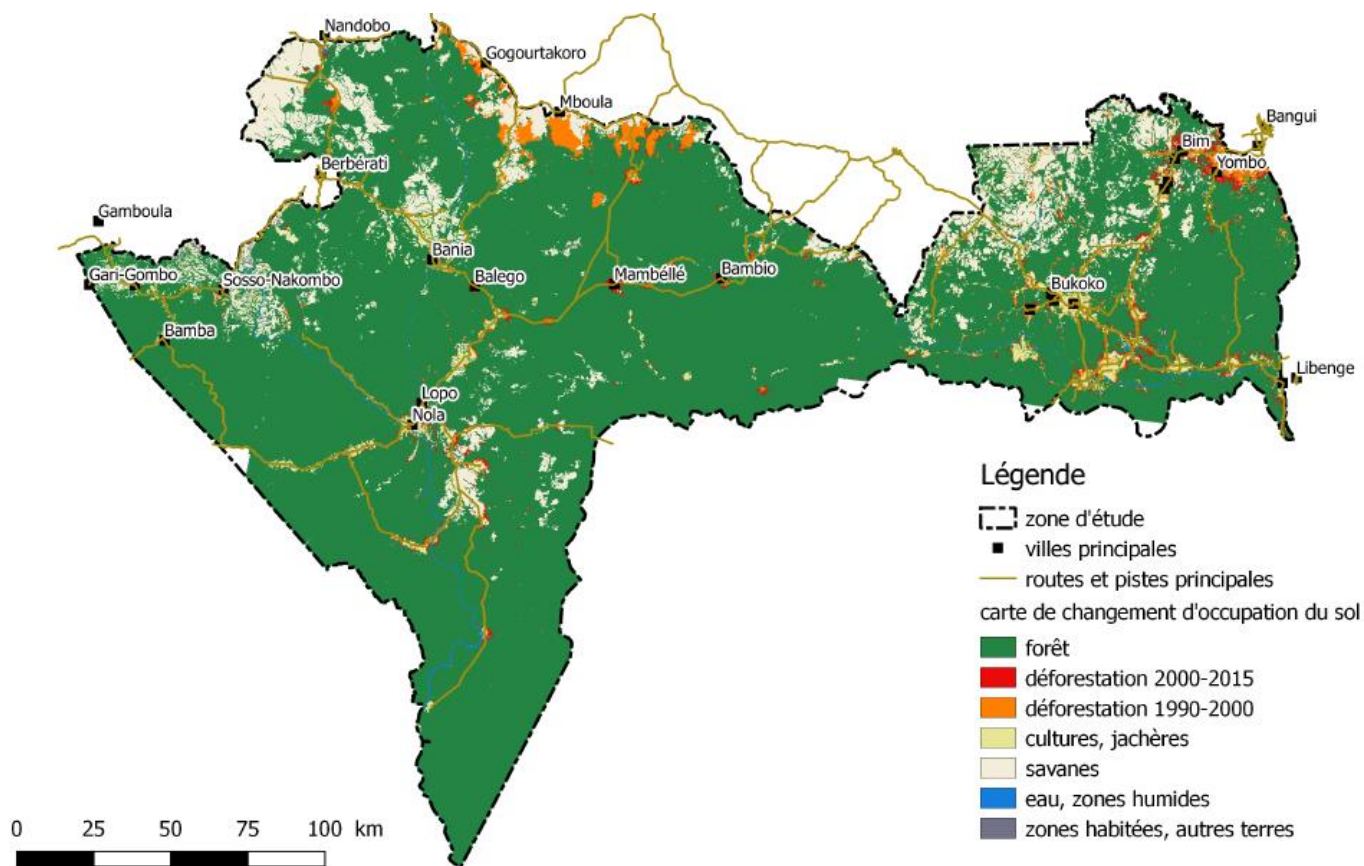 Nandobo
Gogourtakoro
Mboula
Bangui
Bim
Yombo
Berbérati
Gamboula
Bania
Gari-Gombo
Sosso-Nakombo
Balego
Mambéllé
Bambio
Bukoko
Bamba
Libenge
Lopo
Nola
Légende
zone d'étude
villes principales
routes et pistes principales
carte de changement d'occupation du sol
forêt
déforestation 2000-2015
déforestation 1990-2000
cultures, jachères
savanes
eau, zones humides
zones habitées, autres terres
0 25 50 75 100 km